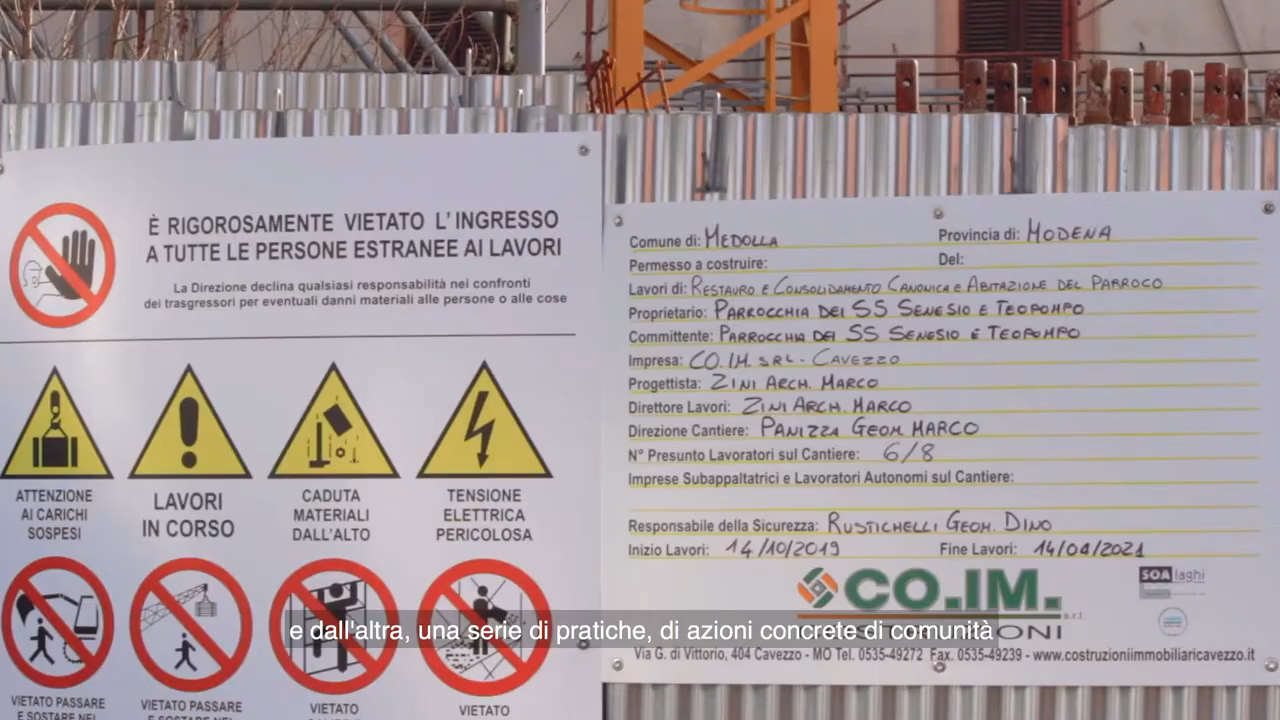 È RIGOROSAMENTE VIETATO L'INGRESSO
A TUTTE LE PERSONE ESTRANEE AI LAVORI
La Direzione declina qualsiasi responsabilità nei confronti
dei trasgressori per eventuali danni materiali alle persone o alle cose
ATTENZIONE
AI CARICHI
SOSPESI
LAVORI
IN CORSO
CADUTA
MATERIALI
DALL'ALTO
TENSIONE
ELETTRICA
PERICOLOSA
VIETATO PASSARE
E SOSTARE NEL
VIETATO PASSARE
E SOSTARE NEL
VIETATO
VIETATO
Comune di: MEDOLLA Provincia di: MODENA
Permesso a costruire: Del:
Lavori di: RESTAURO E CONSOLIDAMENTO CANONICA E ABITAZIONE DEL PARROCO
Proprietario: PARROCCHIA DEI SS SENESIO E TEOPOMPO
Committente: PARROCCHIA DEI SS SENESIO E TEOPOMPO
Impresa: CO.IM. SRL - CAVEZZO
Progettista: ZINI ARCH. MARCO
Direttore Lavori: ZINI ARCH. MARCO
Direzione Cantiere: PANIZZA GEOM MARCO
N° Presunto Lavoratori sul Cantiere: 6/8
Imprese Subappaltatrici e Lavoratori Autonomi sul Cantiere:
Responsabile della Sicurezza: RUSTICHELLI GEOM. DINO
Inizio Lavori: 14/10/2019 Fine Lavori: 14/04/2021
CO.IM.
s.r.l.
SOA laghi
Via G. di Vittorio, 404 Cavezzo - MO Tel. 0535-49272 Fax. 0535-49239 - www.costruzioniimmobiliaricavezzo.it
e dall'altra, una serie di pratiche, di azioni concrete di comunità